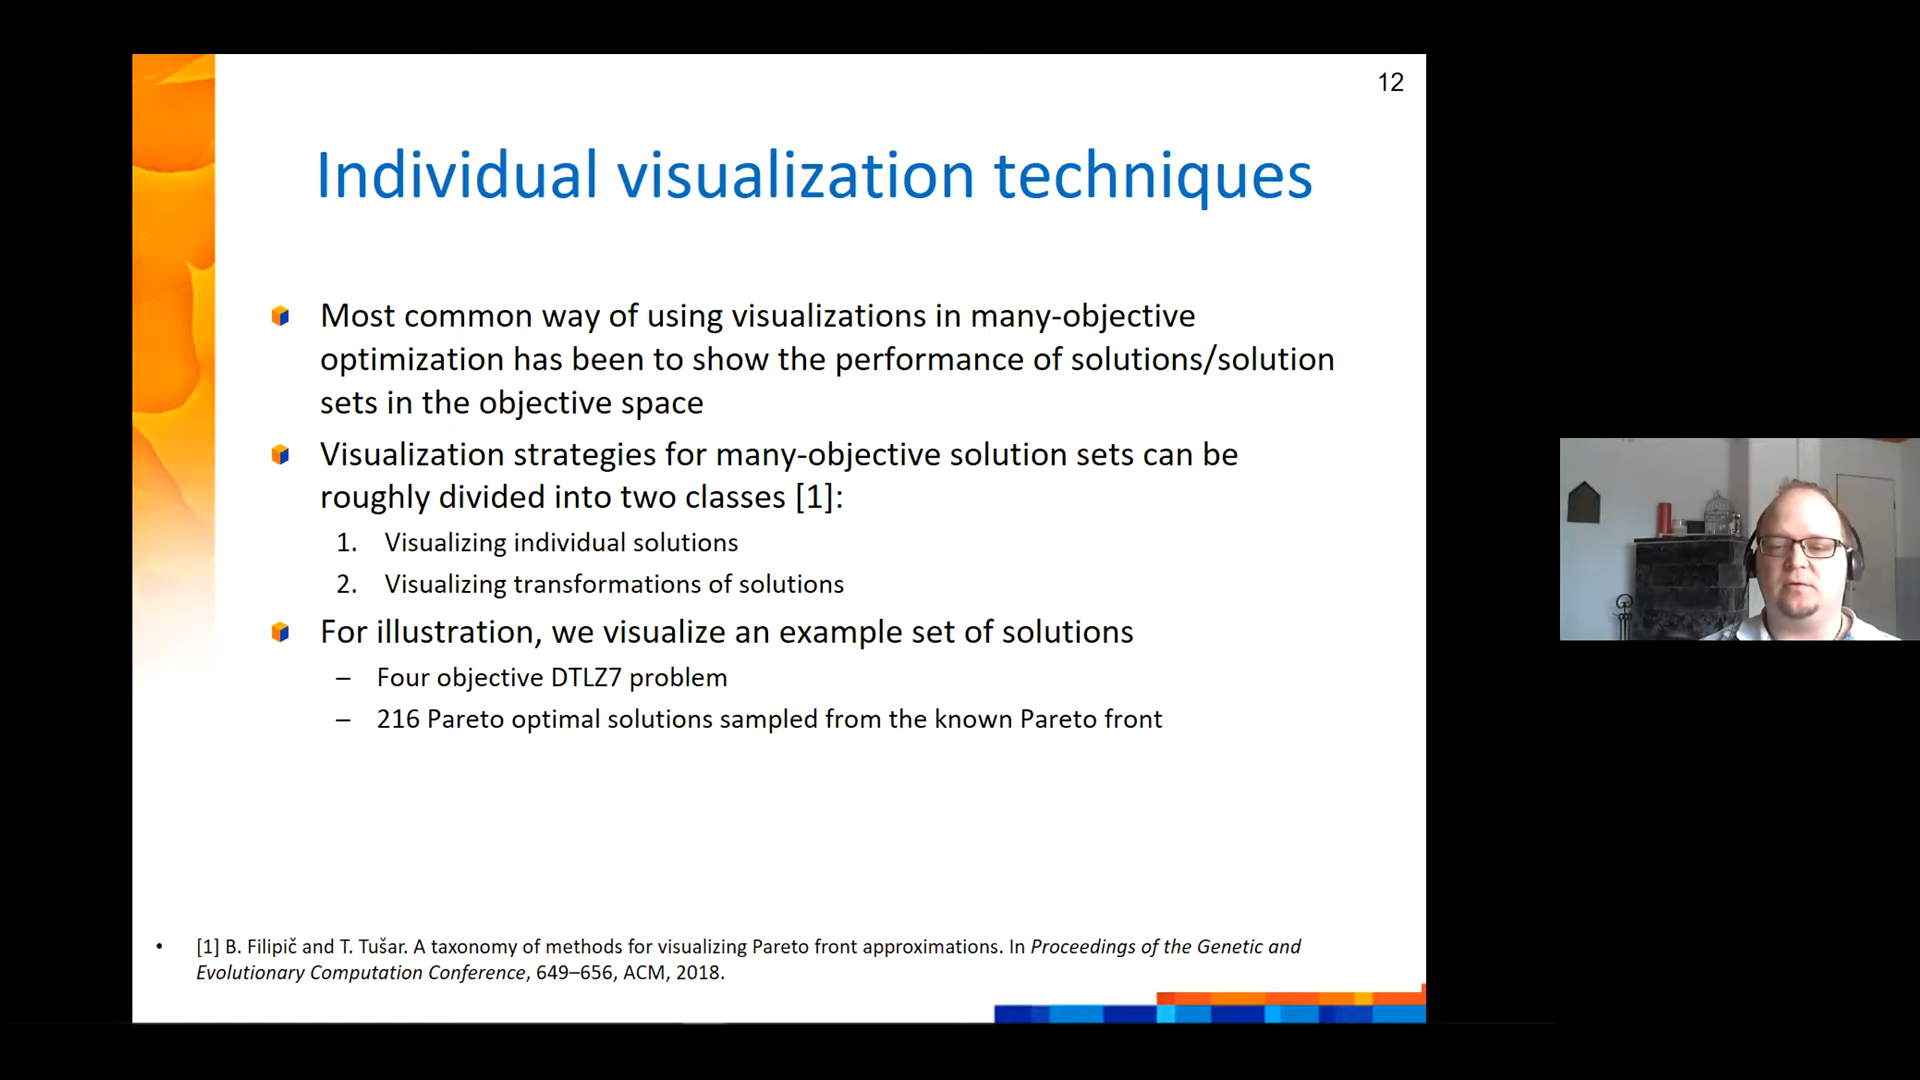 12
Individual visualization techniques
Most common way of using visualizations in many-objective
optimization has been to show the performance of solutions/solution
sets in the objective space
Visualization strategies for many-objective solution sets can be
roughly divided into two classes [1]:
1. Visualizing individual solutions
2. Visualizing transformations of solutions
For illustration, we visualize an example set of solutions
– Four objective DTLZ7 problem
– 216 Pareto optimal solutions sampled from the known Pareto front
• [1] B. Filipič and T. Tušar. A taxonomy of methods for visualizing Pareto front approximations. In Proceedings of the Genetic and
Evolutionary Computation Conference, 649–656, ACM, 2018.